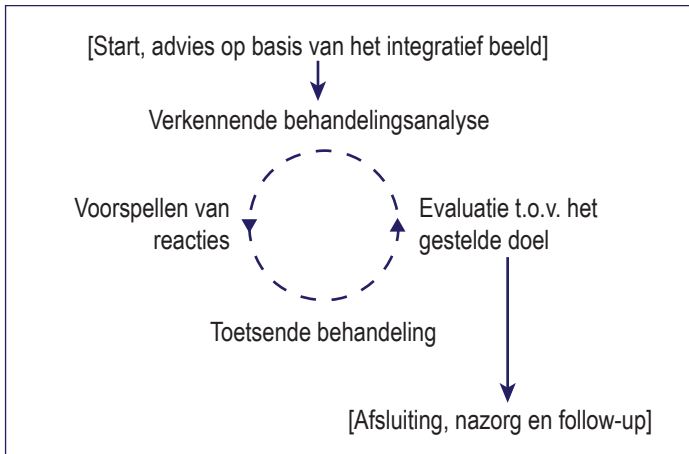 [Start, advies op basis van het integratief beeld]
Verkennende behandelingsanalyse
Voorspellen van
reacties
Evaluatie t.o.v. het
gestelde doel
Toetsende behandeling
[Afsluiting, nazorg en follow-up]